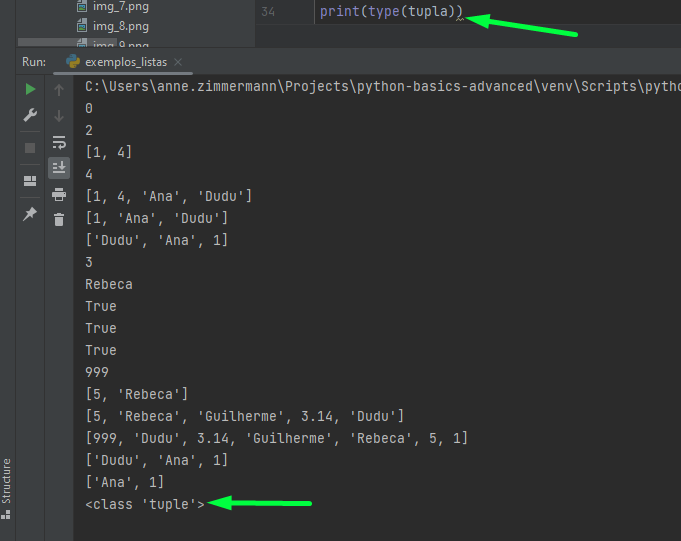 img_7.png
img_8.png
img_9.png
34 print(type(tupla))
Run: exemplos_listas
C:\Users\anne.zimmermann\Projects\python-basics-advanced\venv\Scripts\pytho
0
2
[1, 4]
4
[1, 4, 'Ana', 'Dudu']
[1, 'Ana', 'Dudu']
['Dudu', 'Ana', 1]
3
Rebeca
True
True
True
999
[5, 'Rebeca']
[5, 'Rebeca', 'Guilherme', 3.14, 'Dudu']
[999, 'Dudu', 3.14, 'Guilherme', 'Rebeca', 5, 1]
['Dudu', 'Ana', 1]
['Ana', 1]
<class 'tuple'>
Structure